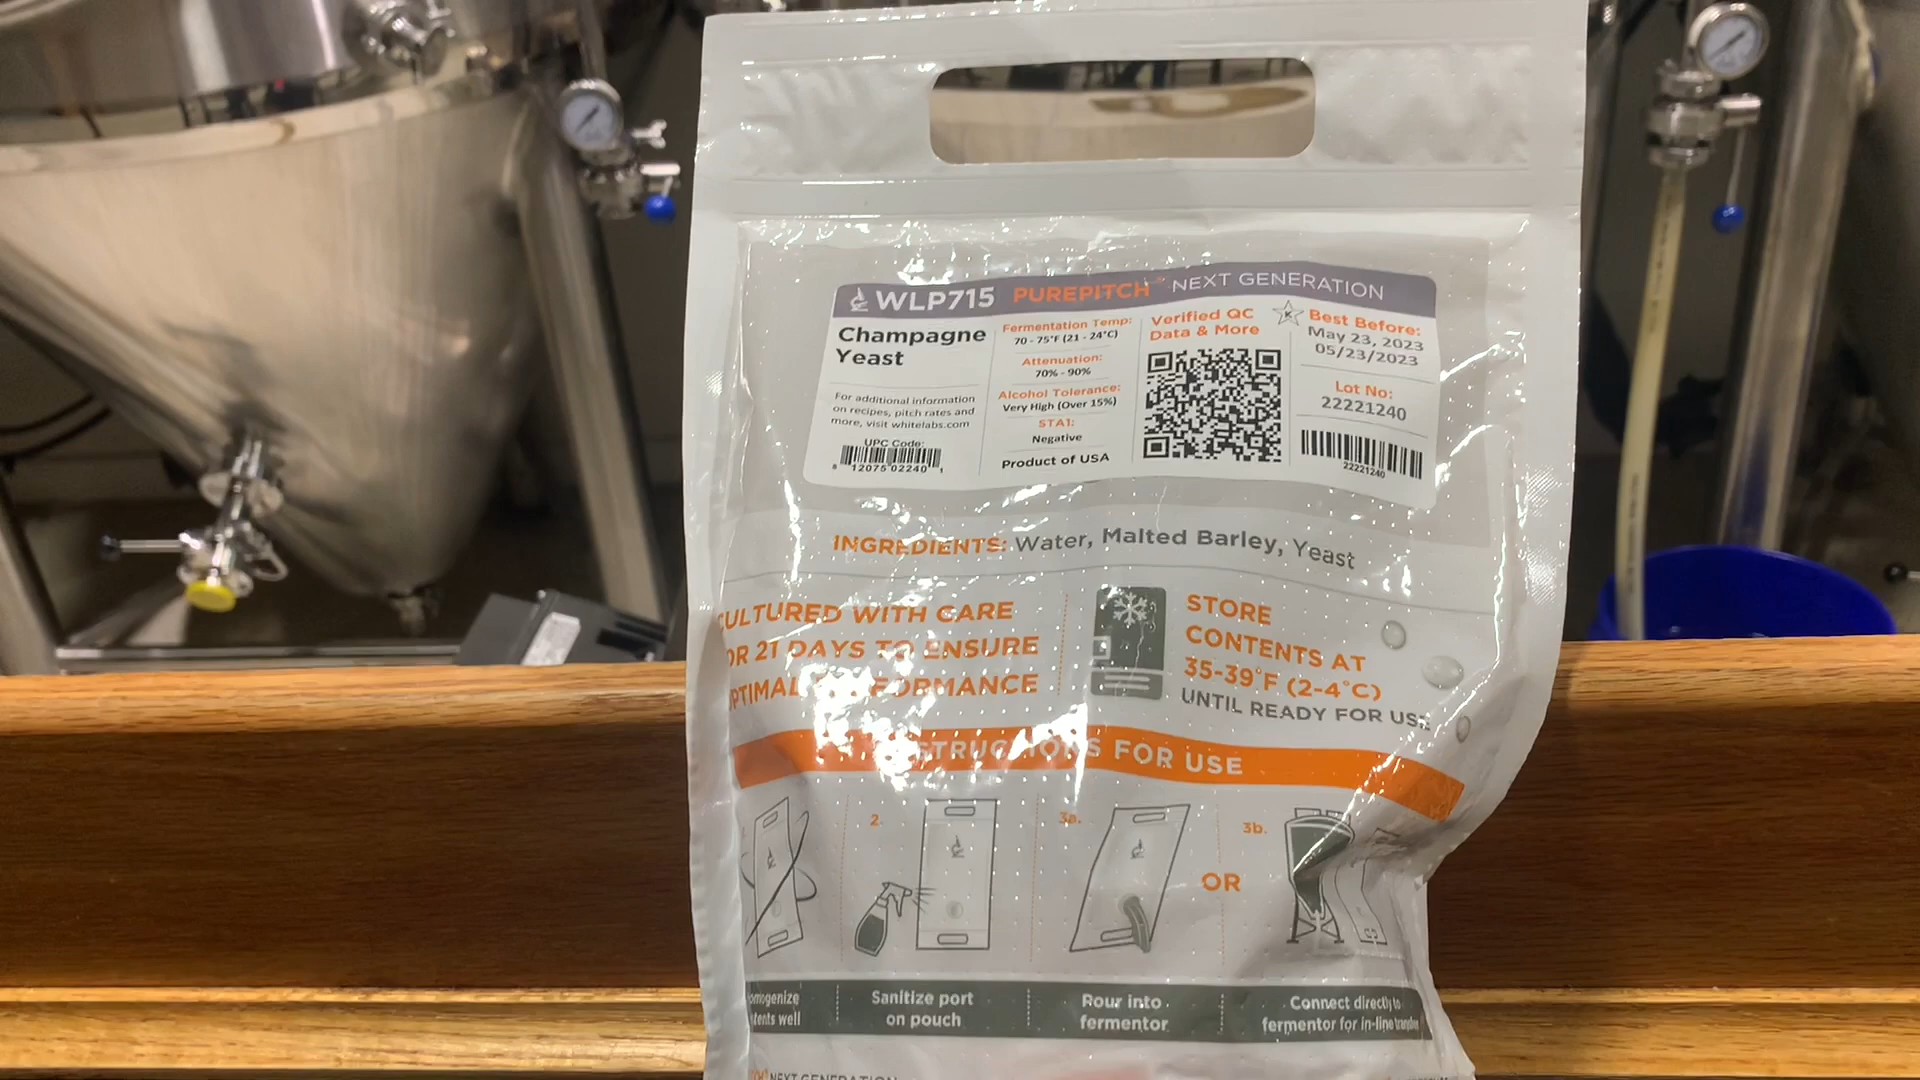 WLP715 PUREPITCH® NEXT GENERATION
Champagne
Yeast
For additional information
on recipes, pitch rates and
more, visit whitelabs.com
UPC Code:
8 12075 02240 1
Fermentation Temp:
70 - 75°F (21 - 24°C)
Attenuation:
70% - 90%
Alcohol Tolerance:
Very High (Over 15%)
STA1:
Negative
Product of USA
Verified QC
Data & More
K
Best Before:
May 23, 2023
05/23/2023
Lot No:
22221240
22221240
INGREDIENTS: Water, Malted Barley, Yeast
CULTURED WITH CARE
FOR 21 DAYS TO ENSURE
OPTIMAL PERFORMANCE
STORE
CONTENTS AT
35-39°F (2-4°C)
UNTIL READY FOR USE
INSTRUCTIONS FOR USE
2.
3a.
OR
3b.
Homogenize
contents well
Sanitize port
on pouch
Pour into
fermentor
Connect directly to
fermentor for in-line transfer
NEXT GENERATION